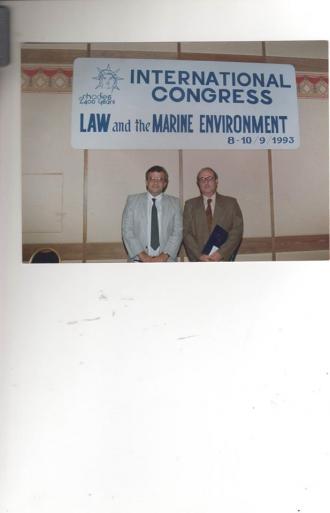 rhodes
2400 years
INTERNATIONAL
CONGRESS
LAW and the MARINE ENVIRONMENT
8-10/9/1993